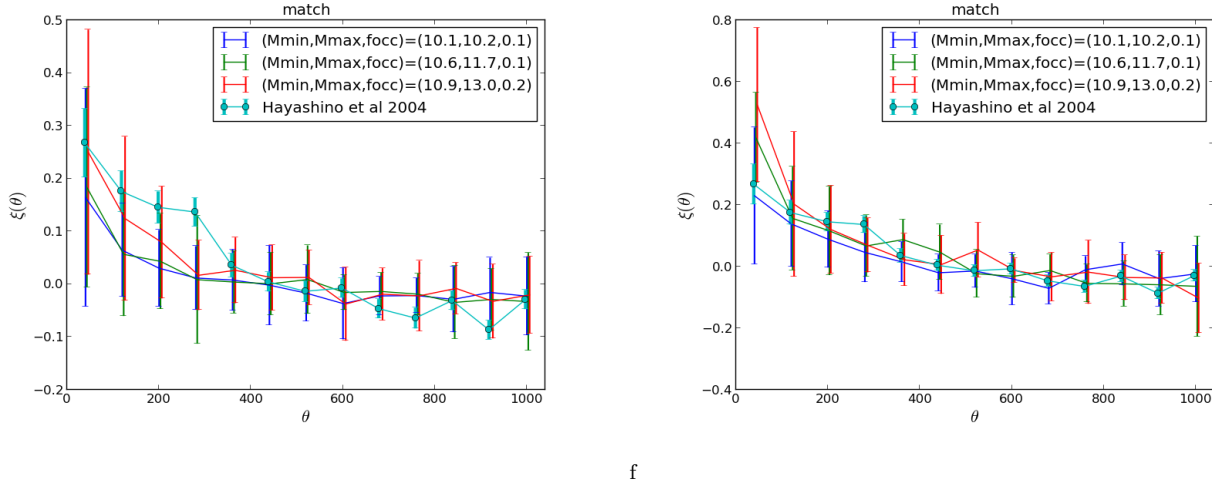 match
0.5
0.4
0.3
0.2
0.1
0.0
−0.1
−0.2
ξ(θ)
(Mmin,Mmax,focc)=(10.1,10.2,0.1)
(Mmin,Mmax,focc)=(10.6,11.7,0.1)
(Mmin,Mmax,focc)=(10.9,13.0,0.2)
Hayashino et al 2004
0 200 400 600 800 1000
θ
match
0.8
0.6
0.4
0.2
0.0
−0.2
−0.4
ξ(θ)
(Mmin,Mmax,focc)=(10.1,10.2,0.1)
(Mmin,Mmax,focc)=(10.6,11.7,0.1)
(Mmin,Mmax,focc)=(10.9,13.0,0.2)
Hayashino et al 2004
0 200 400 600 800 1000
θ
f